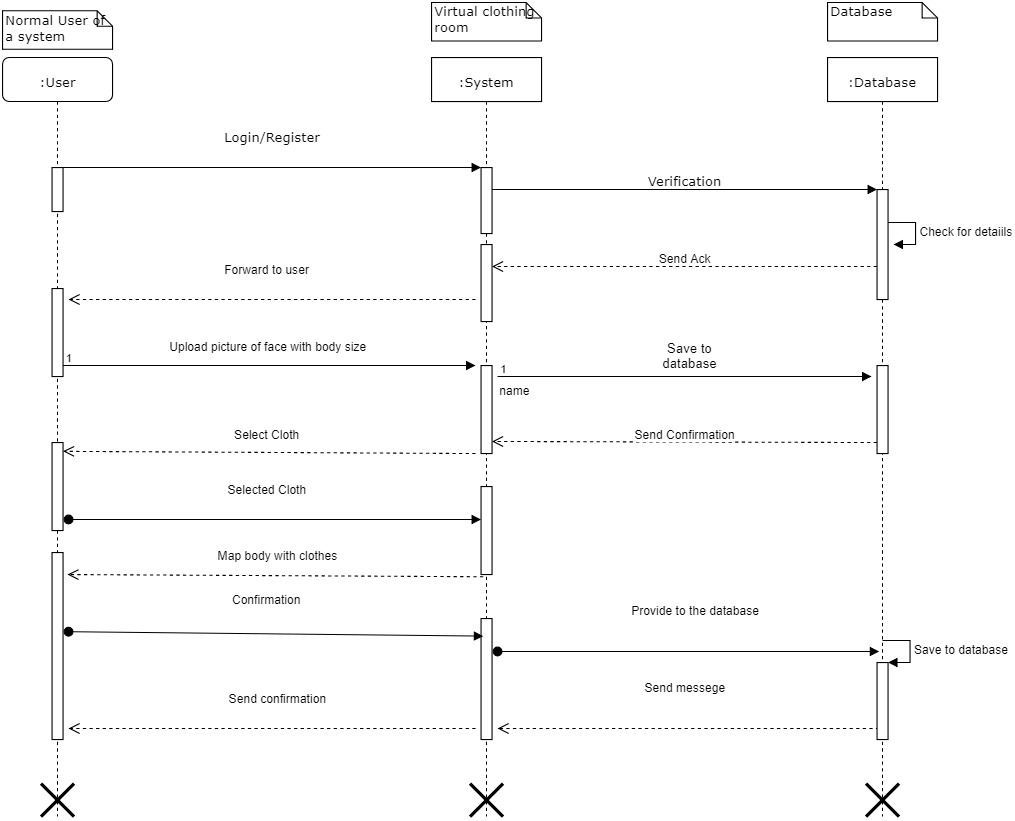 Normal User of
a system
Virtual clothing
room
Database
:User
:System
:Database
Login/Register
Verification
Check for detaiils
Send Ack
Forward to user
Upload picture of face with body size
1
Save to
database
1
name
Select Cloth
Send Confirmation
Selected Cloth
Map body with clothes
Confirmation
Provide to the database
Save to database
Send messege
Send confirmation